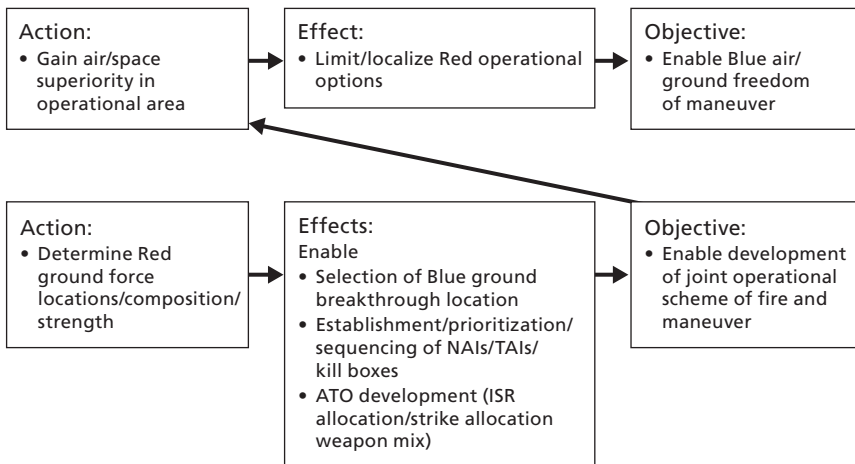 Action:
• Gain air/space
superiority in
operational area
Effect:
• Limit/localize Red operational
options
Objective:
• Enable Blue air/
ground freedom
of maneuver
Action:
• Determine Red
ground force
locations/composition/
strength
Effects:
Enable
• Selection of Blue ground
breakthrough location
• Establishment/prioritization/
sequencing of NAIs/TAIs/
kill boxes
• ATO development (ISR
allocation/strike allocation
weapon mix)
Objective:
• Enable development
of joint operational
scheme of fire and
maneuver